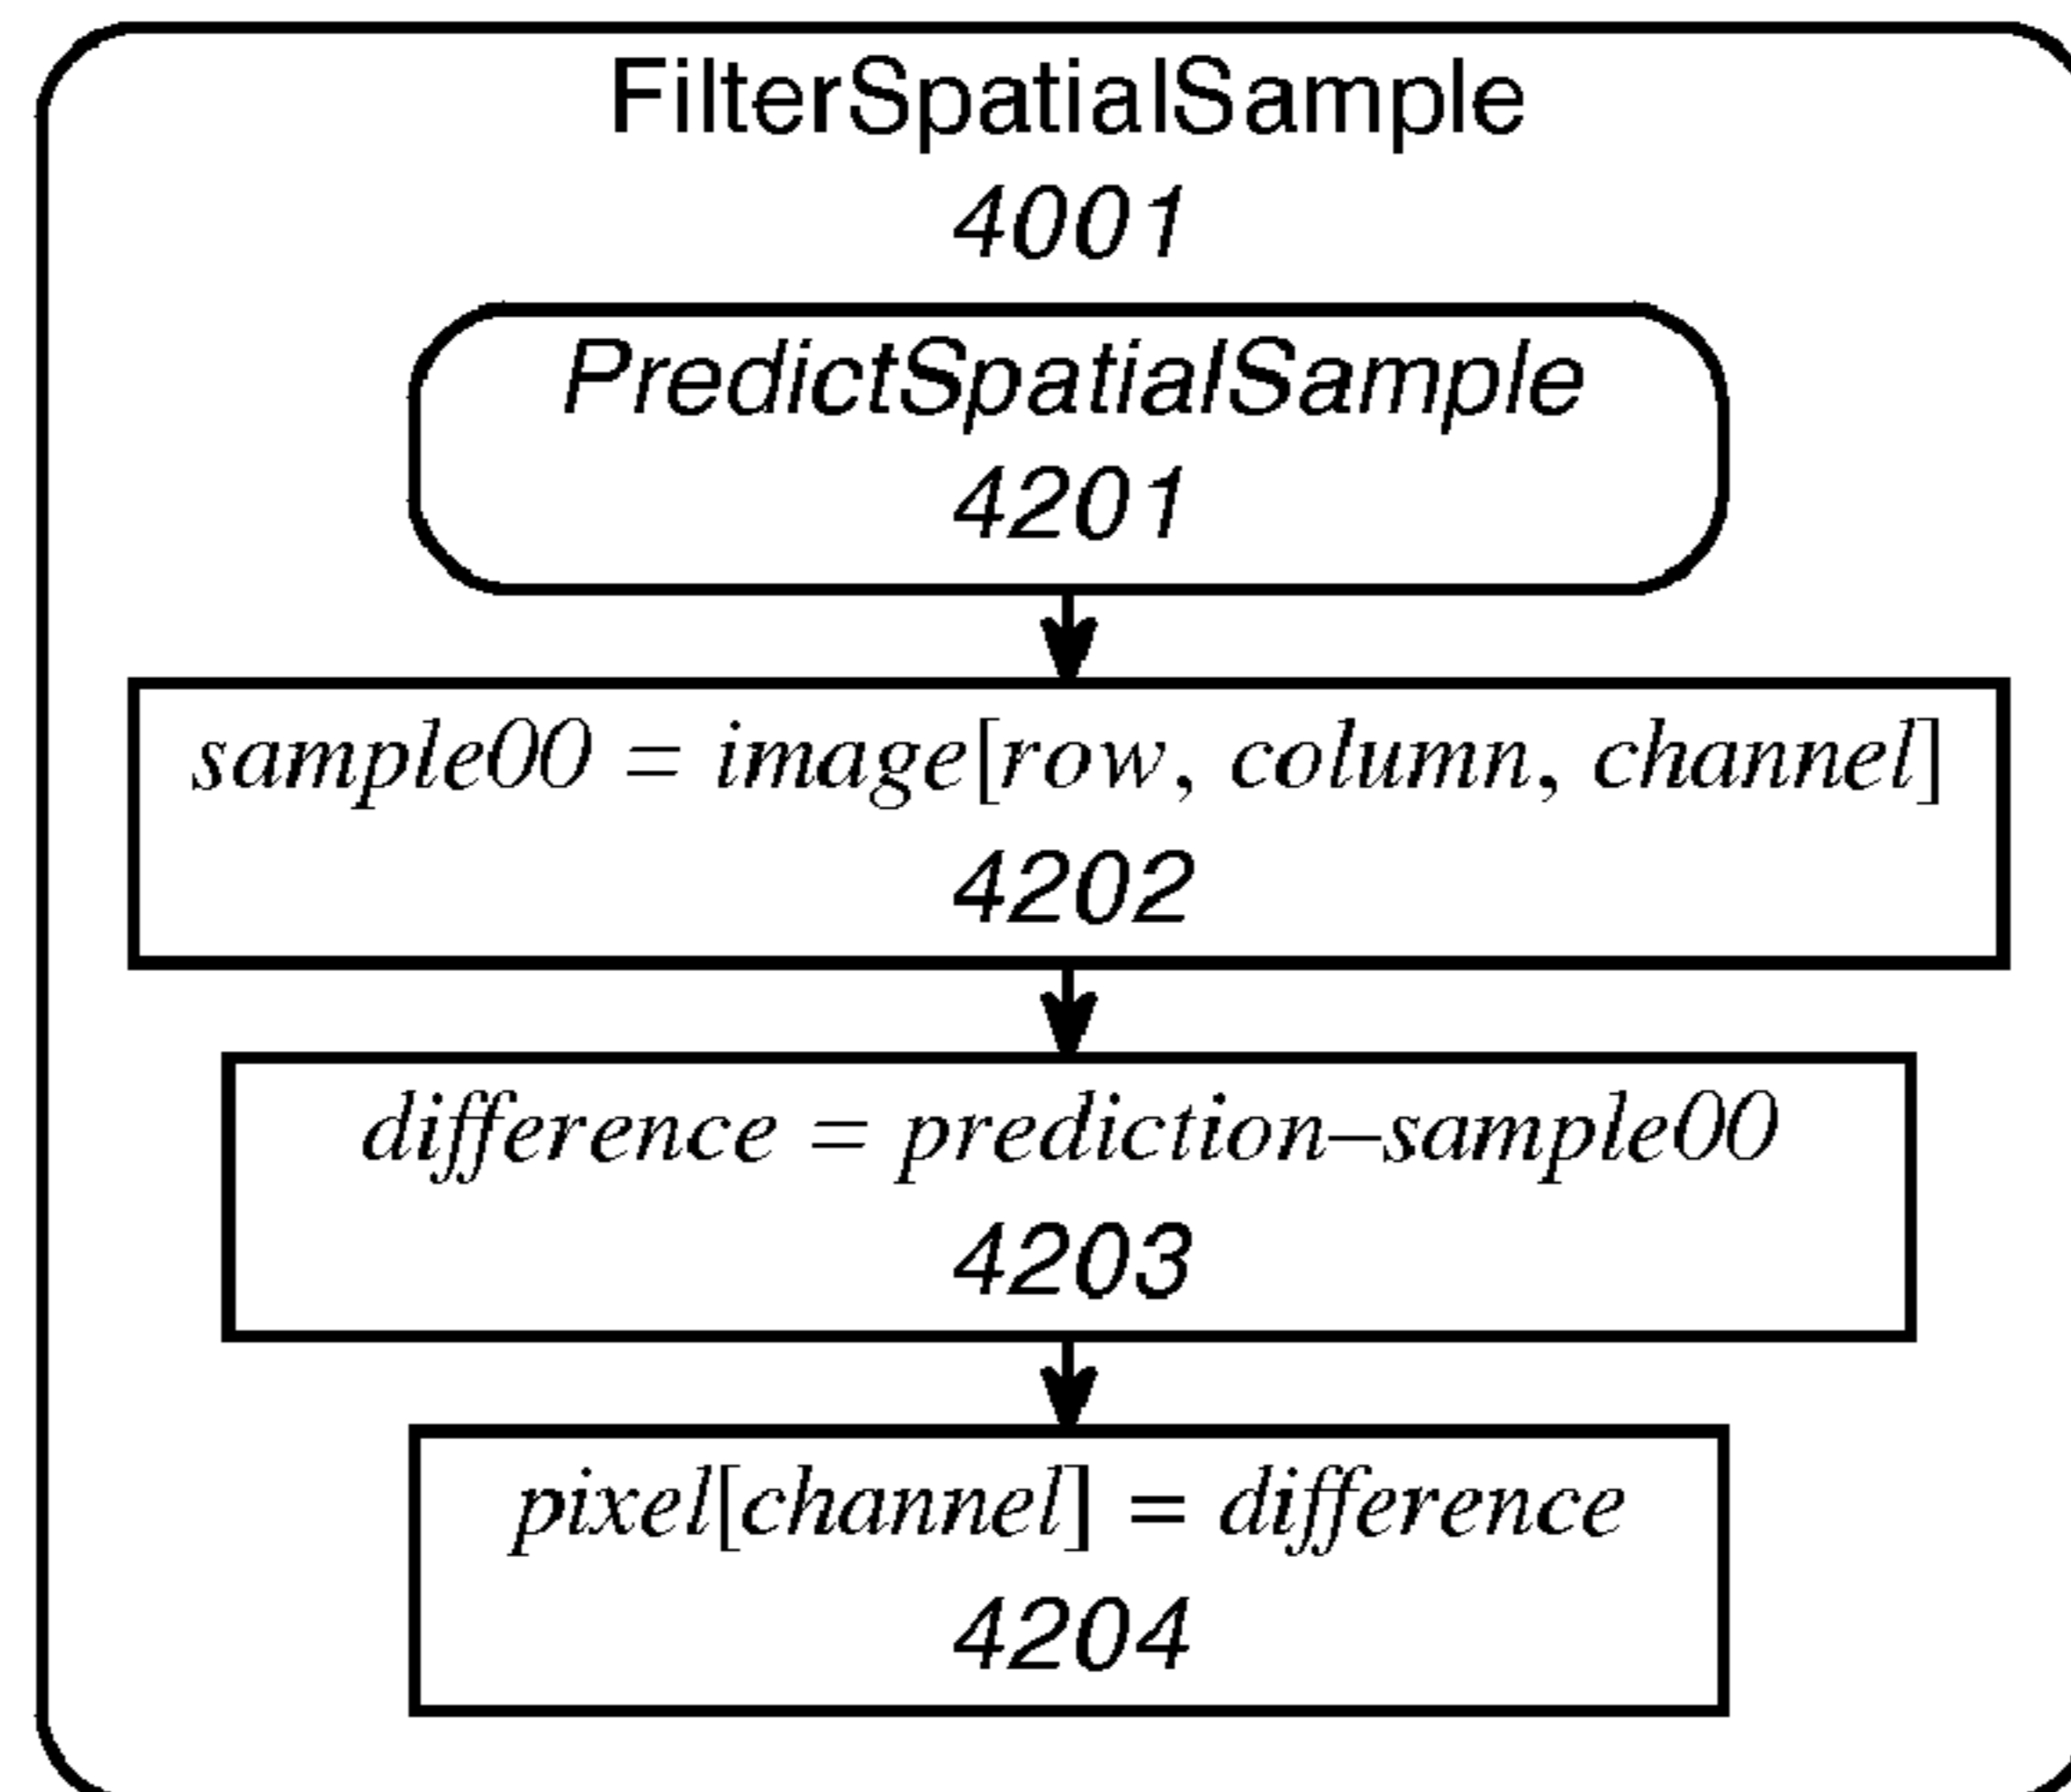 FilterSpatialSample
4001
PredictSpatialSample
4201
sample00 = image[row, column, channel]
4202
difference = prediction–sample00
4203
pixel[channel] = difference
4204